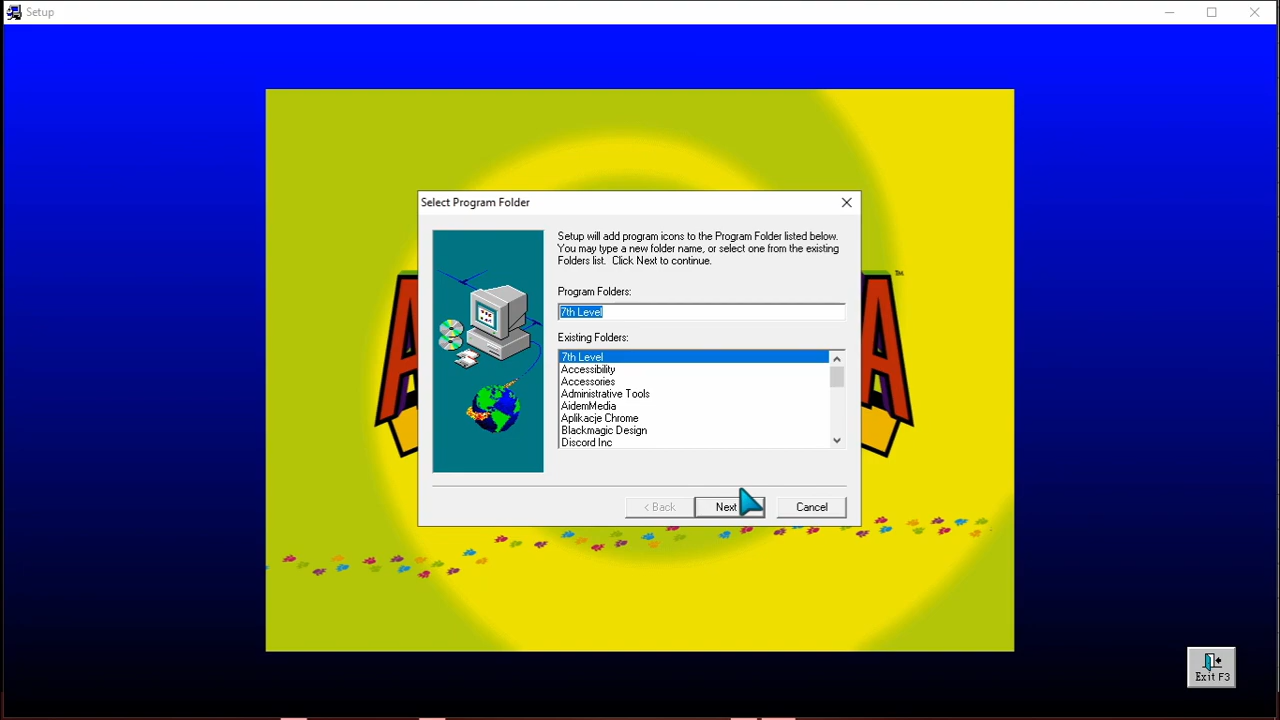 Setup
Select Program Folder
Setup will add program icons to the Program Folder listed below.
You may type a new folder name, or select one from the existing
Folders list.  Click Next to continue.
Program Folders:
7th Level
Existing Folders:
7th Level
Accessibility
Accessories
Administrative Tools
AidemMedia
Aplikacje Chrome
Blackmagic Design
Discord Inc
< Back
Next
Cancel
A
A
™
Exit F3